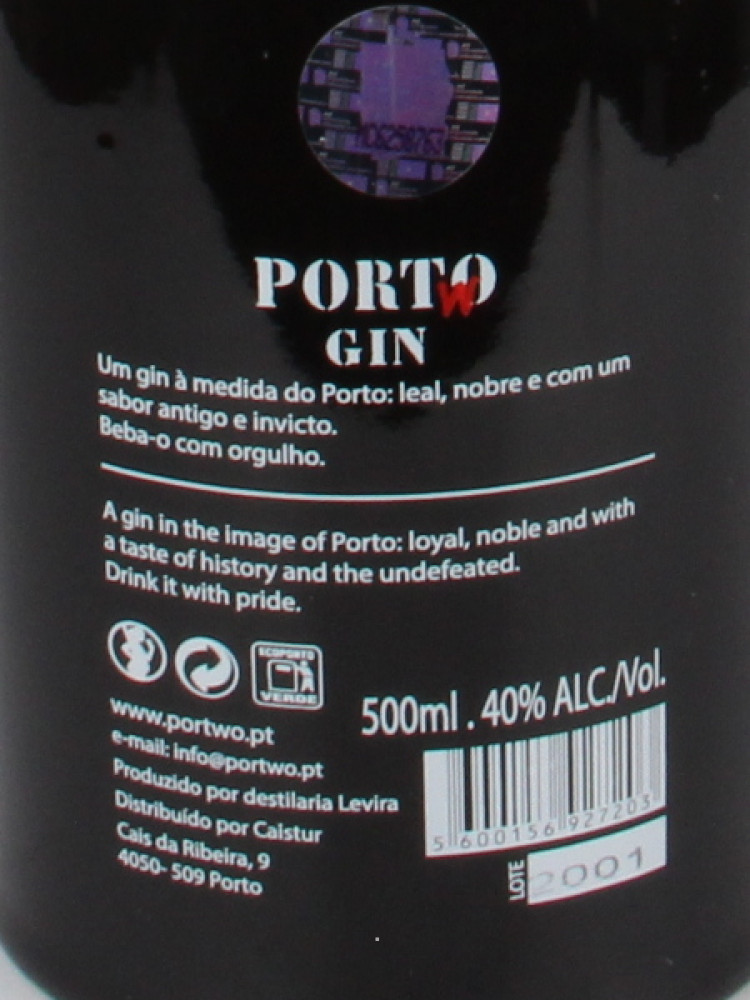 PORTWO
GIN
Um gin à medida do Porto: leal, nobre e com um
sabor antigo e invicto.
Beba-o com orgulho.
A gin in the image of Porto: loyal, noble and with
a taste of history and the undefeated.
Drink it with pride.
ECOPONTO
VERDE
500ml . 40% ALC./Vol.
www.portwo.pt
e-mail: info@portwo.pt
Produzido por destilaria Levira
Distribuído por Caistur
Cais da Ribeira, 9
4050- 509 Porto
5 600156 927203
LOTE 2001